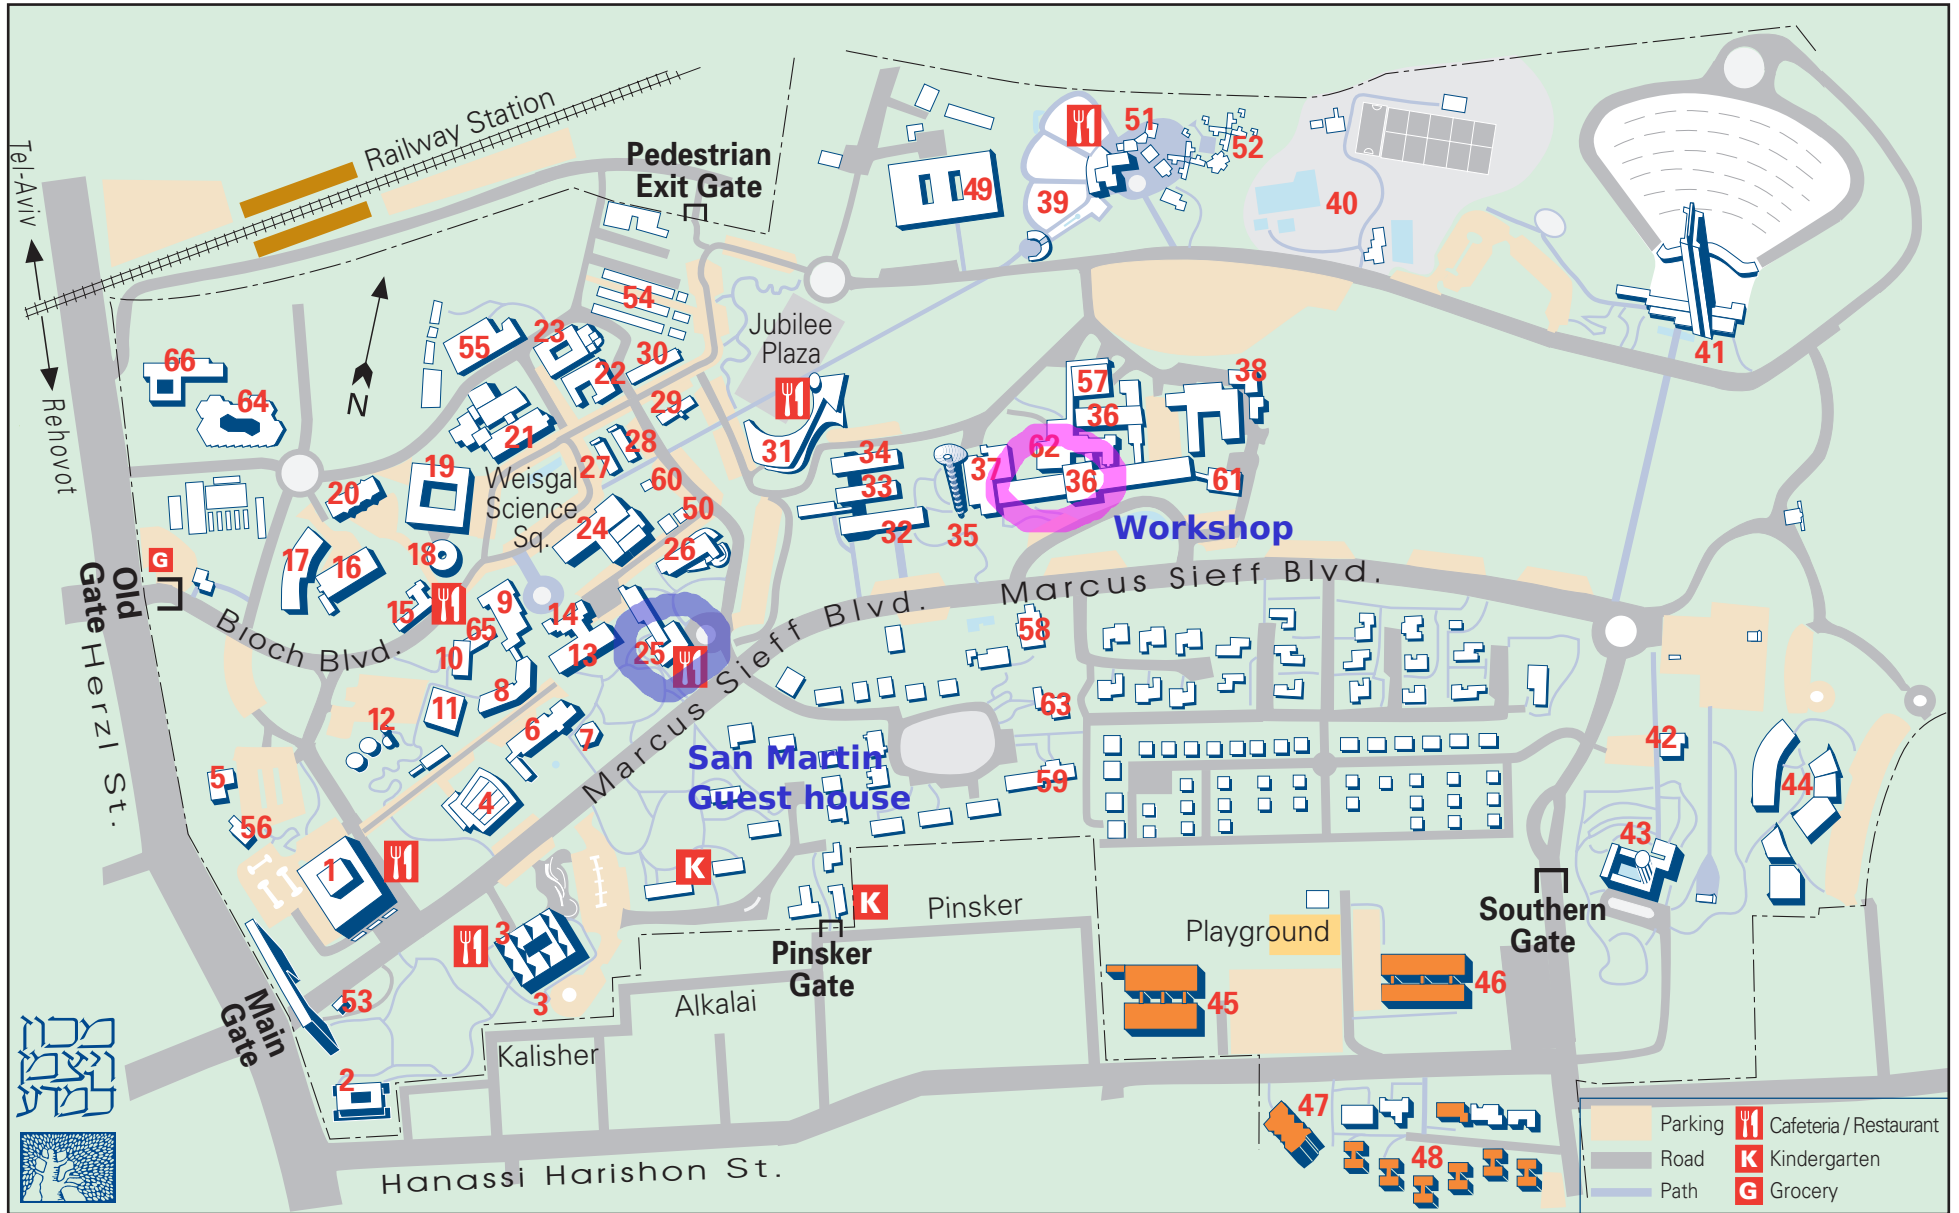 Tel-Aviv
Rehovot
Railway Station
Pedestrian
Exit Gate
51
52
49
39
40
41
54
23
55
30
22
29
21
28
27
Jubilee
Plaza
31
66
64
N
19
20
18
17
16
15
Weisgal
Science
Sq.
60
50
24
26
34
33
32
35
37
57
36
62
36
38
61
Workshop
G
Old
Gate
Bloch Blvd.
Herzl St.
9
65
10
14
13
8
11
12
25
6
7
4
5
56
1
Marcus Sieff Blvd.
Marcus Sieff Blvd.
58
63
59
San Martin
Guest house
42
44
43
K
K
3
3
53
2
Main
Gate
Pinsker
Gate
Pinsker
Alkalai
Kalisher
Playground
Southern
Gate
45
46
47
48
Hanassi Harishon St.
מכון
ויצמן
למדע
Parking
Road
Path
Cafeteria / Restaurant
K Kindergarten
G Grocery